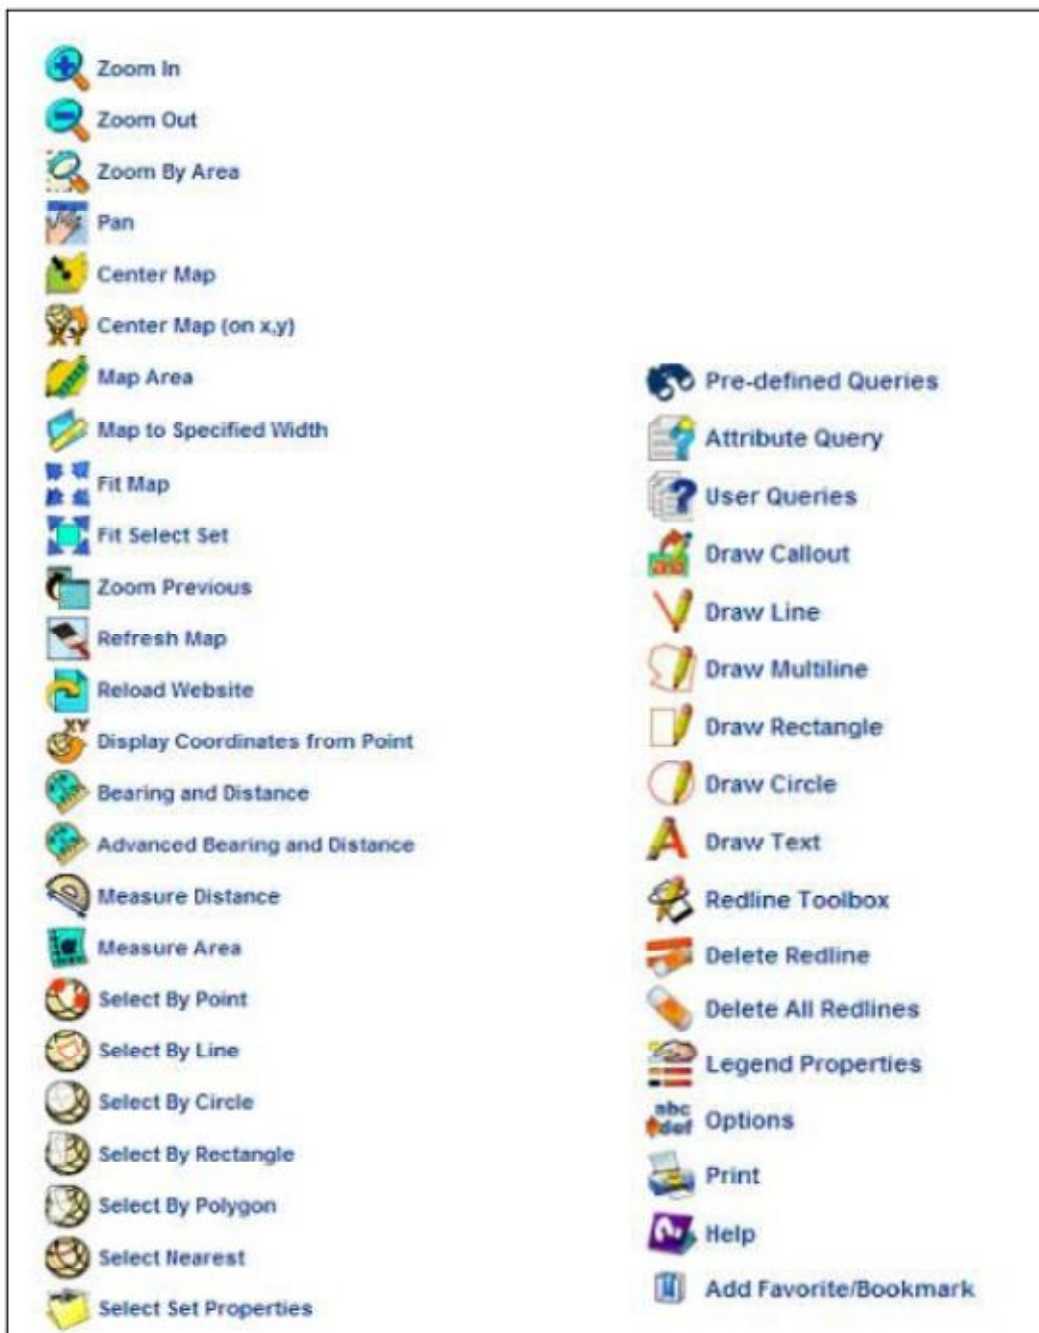 Zoom In
Zoom Out
Zoom By Area
Pan
Center Map
Center Map (on x,y)
Map Area
Map to Specified Width
Fit Map
Fit Select Set
Zoom Previous
Refresh Map
Reload Website
XY
Display Coordinates from Point
Bearing and Distance
Advanced Bearing and Distance
Measure Distance
Measure Area
Select By Point
Select By Line
Select By Circle
Select By Rectangle
Select By Polygon
Select Nearest
Select Set Properties
Pre-defined Queries
Attribute Query
User Queries
Draw Callout
Draw Line
Draw Multiline
Draw Rectangle
Draw Circle
Draw Text
Redline Toolbox
Delete Redline
Delete All Redlines
Legend Properties
abc
def
Options
Print
Help
Add Favorite/Bookmark